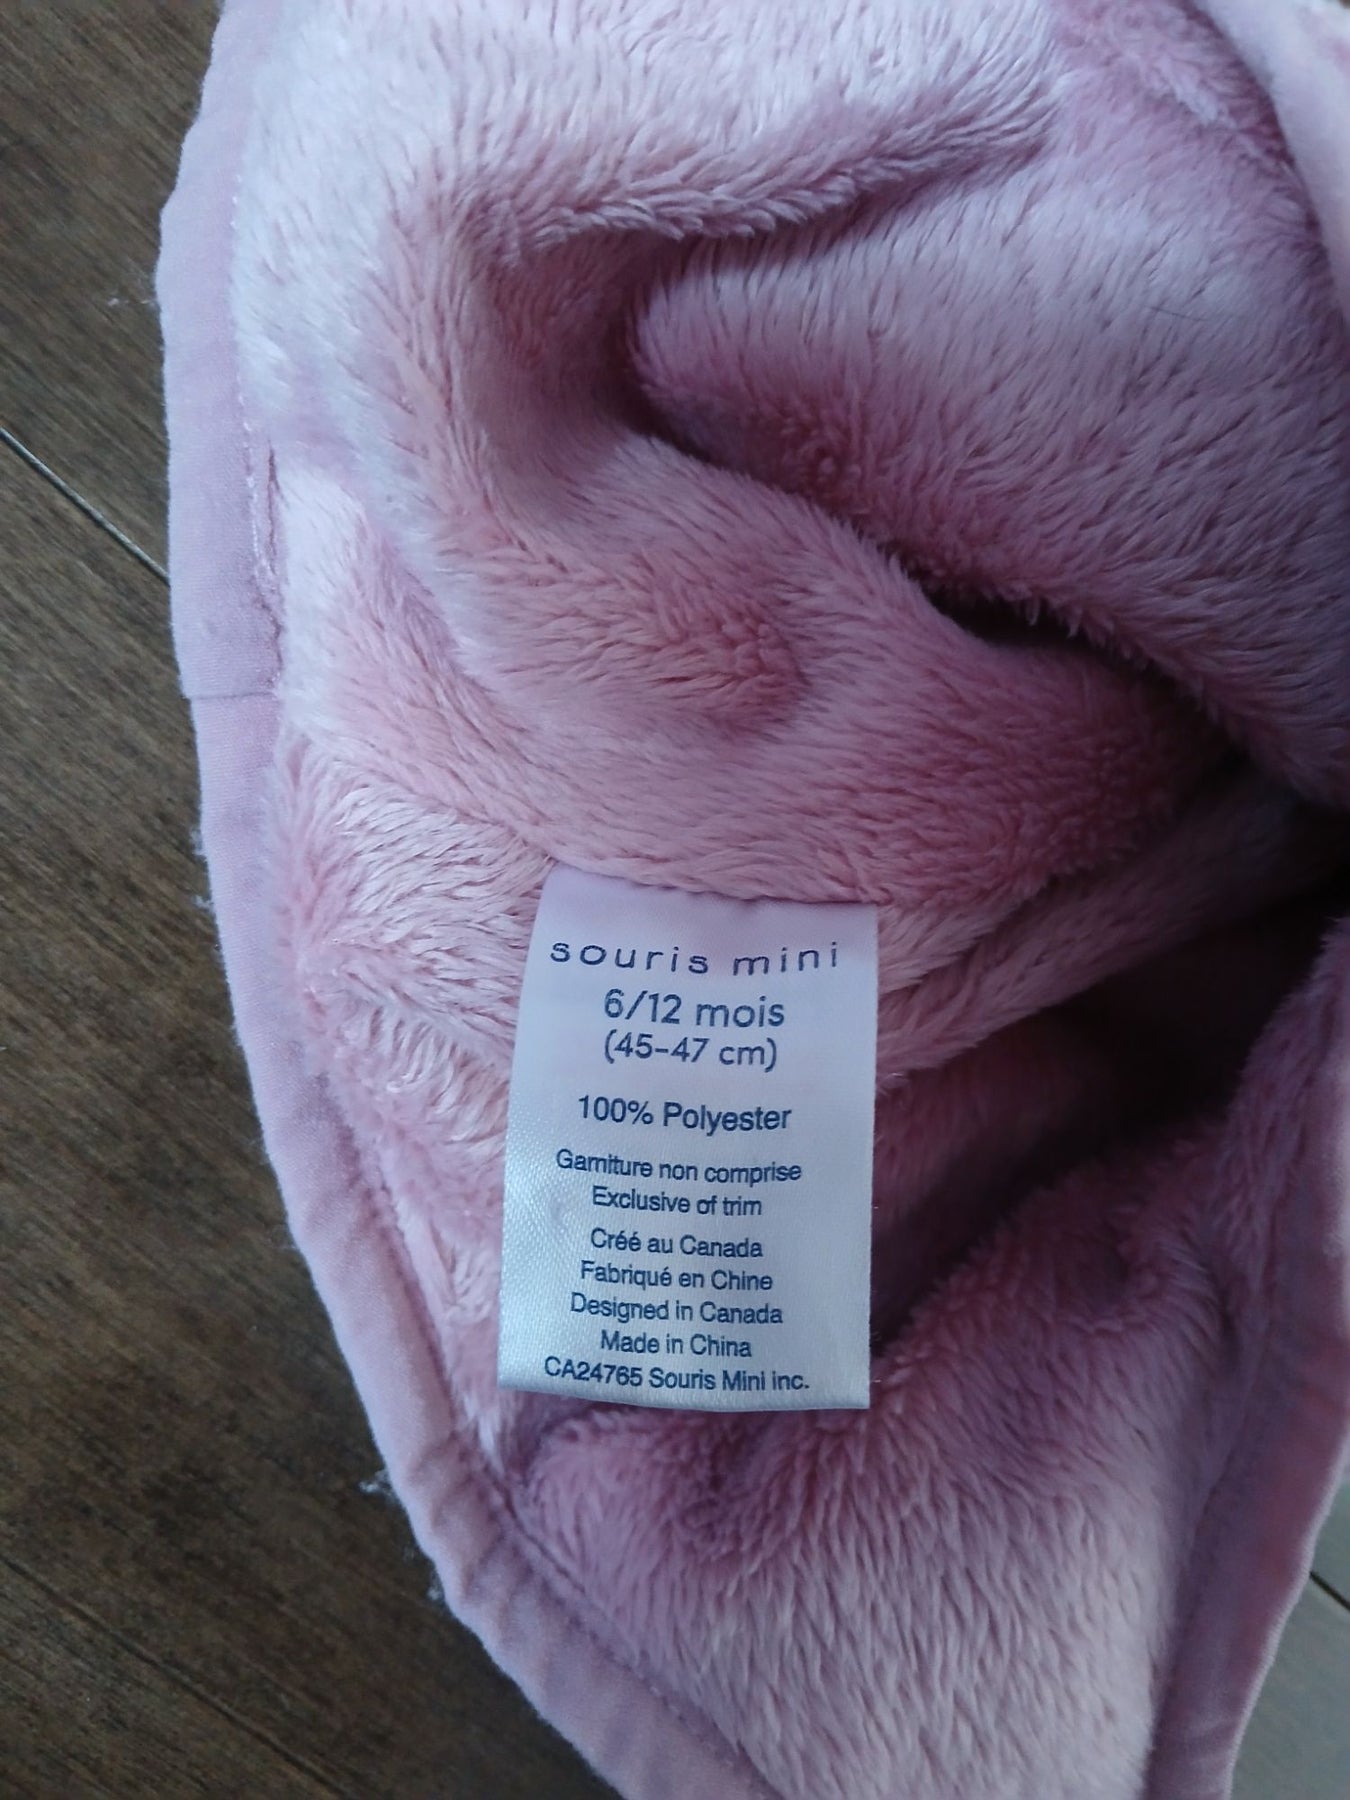 souris mini
6/12 mois
(45-47 cm)
100% Polyester
Garniture non comprise
Exclusive of trim
Créé au Canada
Fabriqué en Chine
Designed in Canada
Made in China
CA24765 Souris Mini inc.